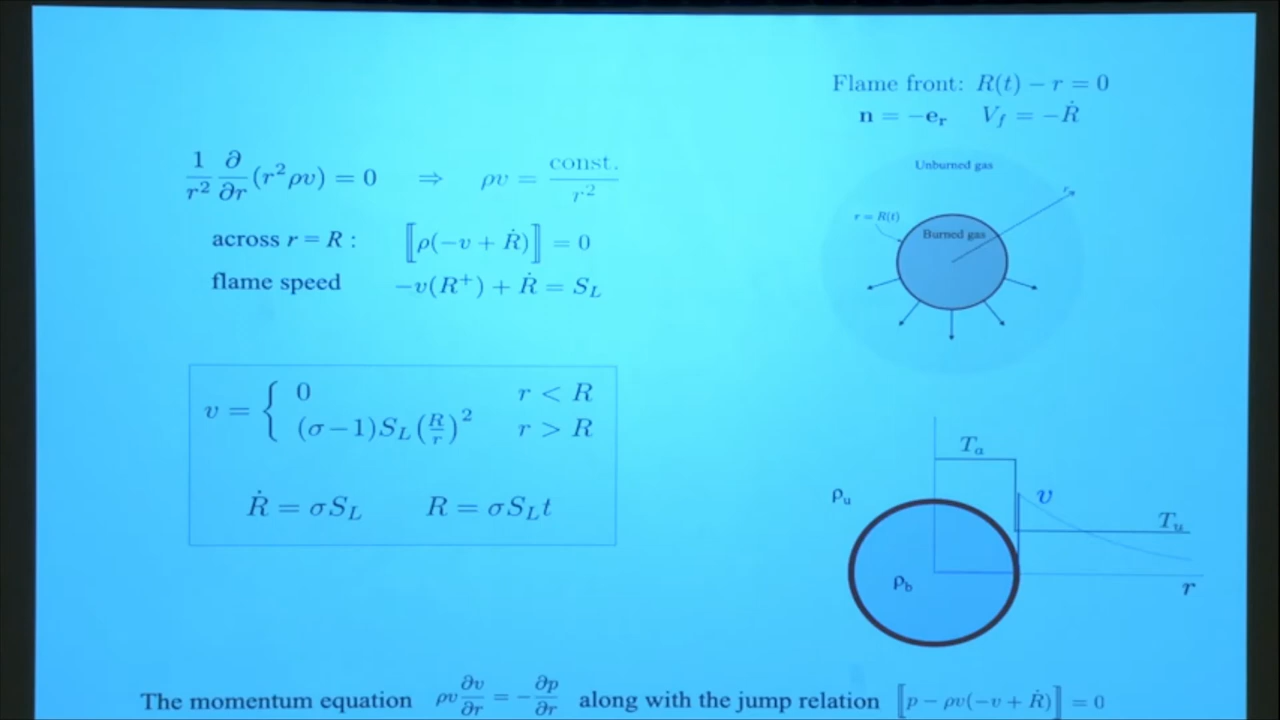 Flame front: R(t) − r = 0
n = −e_r    V_f = −Ṙ
1/r² ∂/∂r (r²ρv) = 0   ⇒   ρv = const./r²
across r = R :   ⟦ρ(−v + Ṙ)⟧ = 0
flame speed   −v(R⁺) + Ṙ = S_L
Unburned gas
r
r = R(t)
Burned gas
v = { 0   r < R
(σ−1)S_L(R/r)²   r > R
Ṙ = σS_L    R = σS_L t
T_a
ρ_u
v
T_u
ρ_b
r
The momentum equation   ρv ∂v/∂r = −∂p/∂r   along with the jump relation   ⟦p − ρv(−v + Ṙ)⟧ = 0